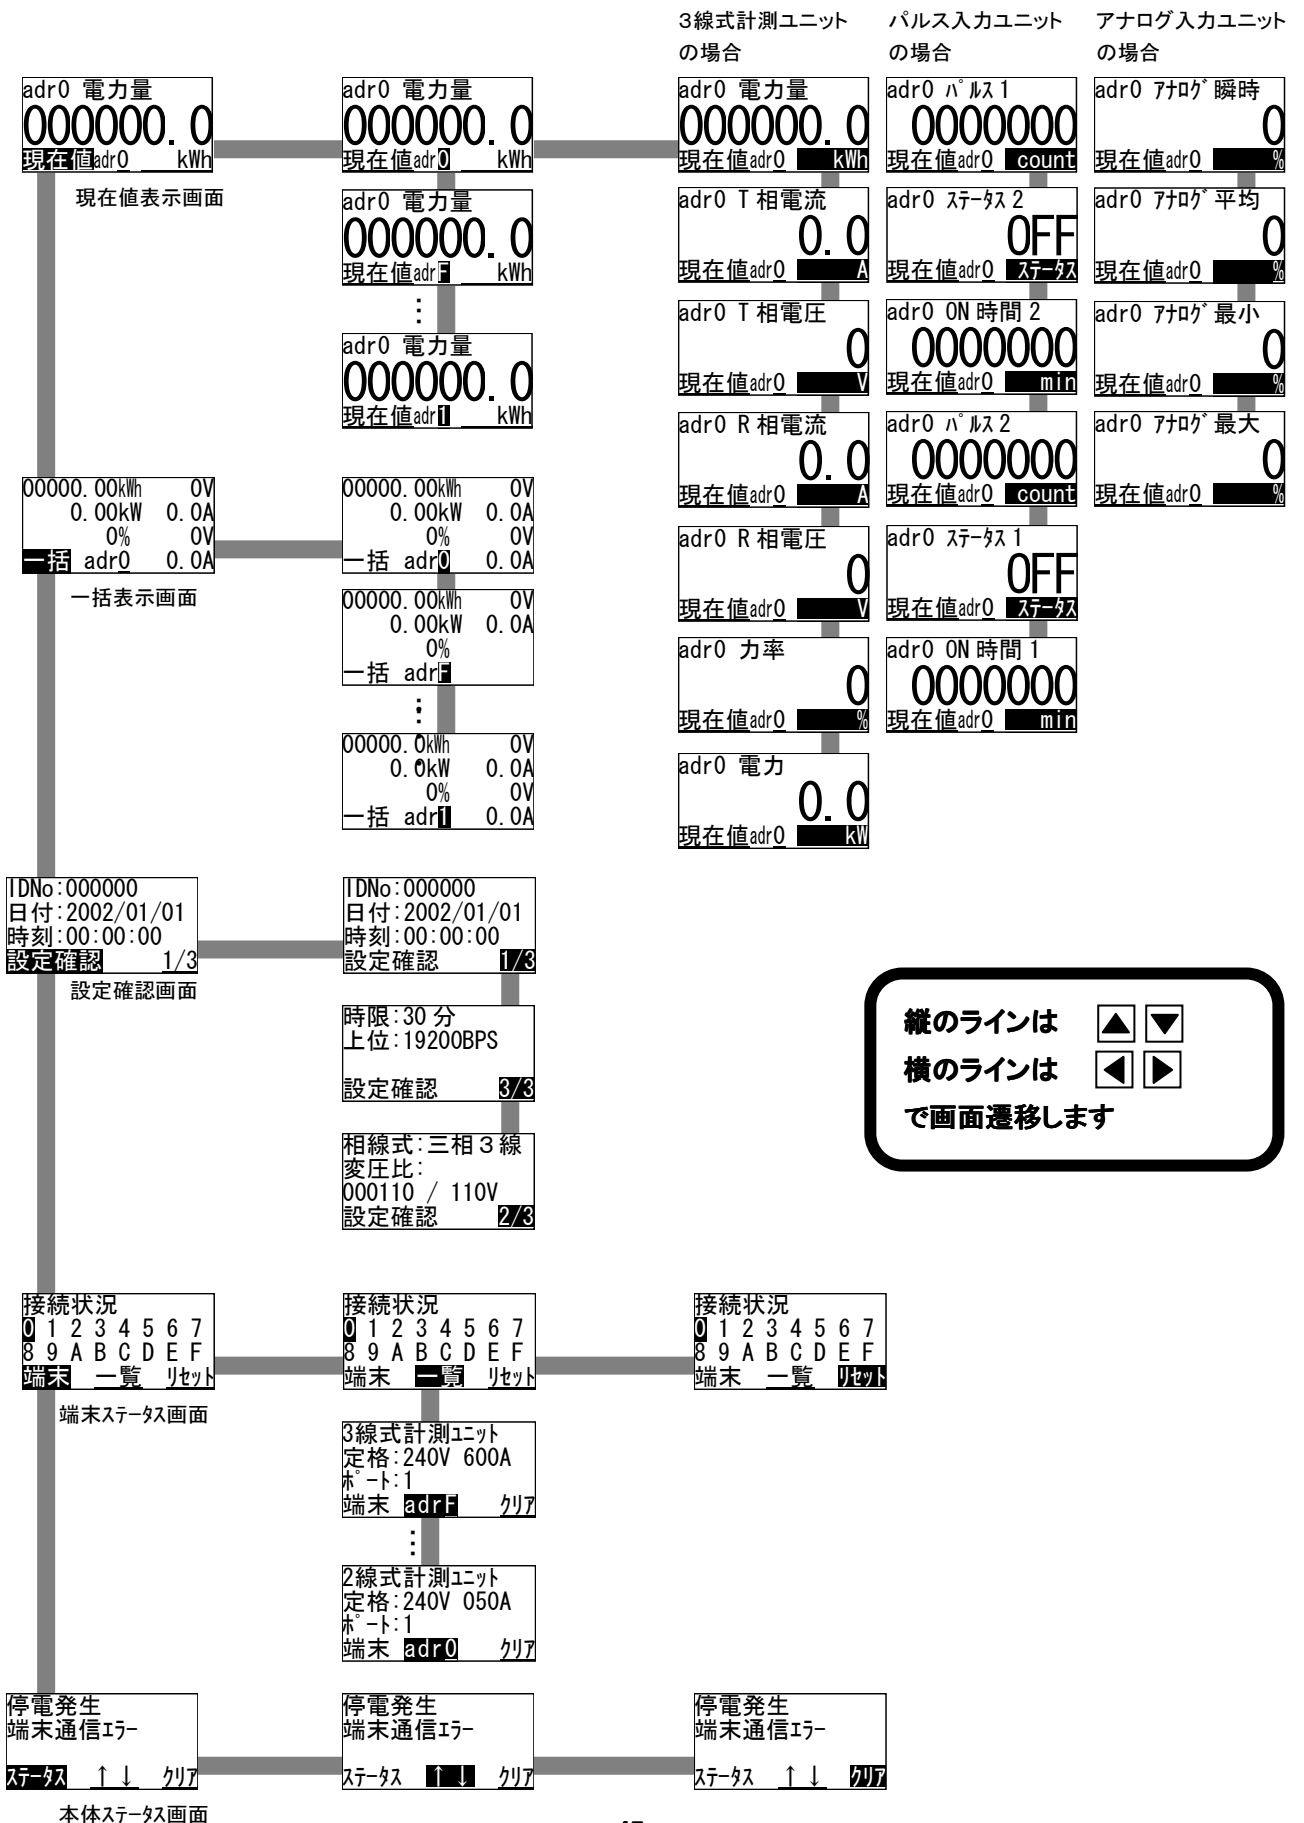 3線式計測ユニット
の場合
パルス入力ユニット
の場合
アナログ入力ユニット
の場合
adr0 電力量
000000.0
現在値adr0 kWh
現在値表示画面
adr0 電力量
000000.0
現在値adr0 kWh
adr0 電力量
000000.0
現在値adrF kWh
⋮
adr0 電力量
000000.0
現在値adr1 kWh
adr0 電力量
000000.0
現在値adr0 kWh
adr0 T相電流
0.0
現在値adr0 A
adr0 T相電圧
0
現在値adr0 V
adr0 R相電流
0.0
現在値adr0 A
adr0 R相電圧
0
現在値adr0 V
adr0 力率
0
現在値adr0 %
adr0 電力
0.0
現在値adr0 kW
adr0 パルス1
0000000
現在値adr0 count
adr0 ステータス2
OFF
現在値adr0 ステータス
adr0 ON時間2
0000000
現在値adr0 min
adr0 パルス2
0000000
現在値adr0 count
adr0 ステータス1
OFF
現在値adr0 ステータス
adr0 ON時間1
0000000
現在値adr0 min
adr0 アナログ瞬時
0
現在値adr0 %
adr0 アナログ平均
0
現在値adr0 %
adr0 アナログ最小
0
現在値adr0 %
adr0 アナログ最大
0
現在値adr0 %
00000.00kWh 0V
0.00kW 0.0A
0% 0V
一括 adr0 0.0A
一括表示画面
00000.00kWh 0V
0.00kW 0.0A
0% 0V
一括 adr0 0.0A
00000.00kWh 0V
0.00kW 0.0A
0%
一括 adrF
⋮
00000.0kWh 0V
0.0kW 0.0A
0% 0V
一括 adr1 0.0A
IDNo:000000
日付:2002/01/01
時刻:00:00:00
設定確認 1/3
設定確認画面
IDNo:000000
日付:2002/01/01
時刻:00:00:00
設定確認 1/3
時限:30分
上位:19200BPS
設定確認 3/3
相線式:三相3線
変圧比:
000110 / 110V
設定確認 2/3
縦のラインは ▲ ▼
横のラインは ◀ ▶
で画面遷移します
接続状況
0 1 2 3 4 5 6 7
8 9 A B C D E F
端末 一覧 リセット
端末ステータス画面
接続状況
0 1 2 3 4 5 6 7
8 9 A B C D E F
端末 一覧 リセット
接続状況
0 1 2 3 4 5 6 7
8 9 A B C D E F
端末 一覧 リセット
3線式計測ユニット
定格:240V 600A
ポート:1
端末 adrF クリア
⋮
2線式計測ユニット
定格:240V 050A
ポート:1
端末 adr0 クリア
停電発生
端末通信エラー
ステータス ↑ ↓ クリア
本体ステータス画面
停電発生
端末通信エラー
ステータス ↑ ↓ クリア
停電発生
端末通信エラー
ステータス ↑ ↓ クリア